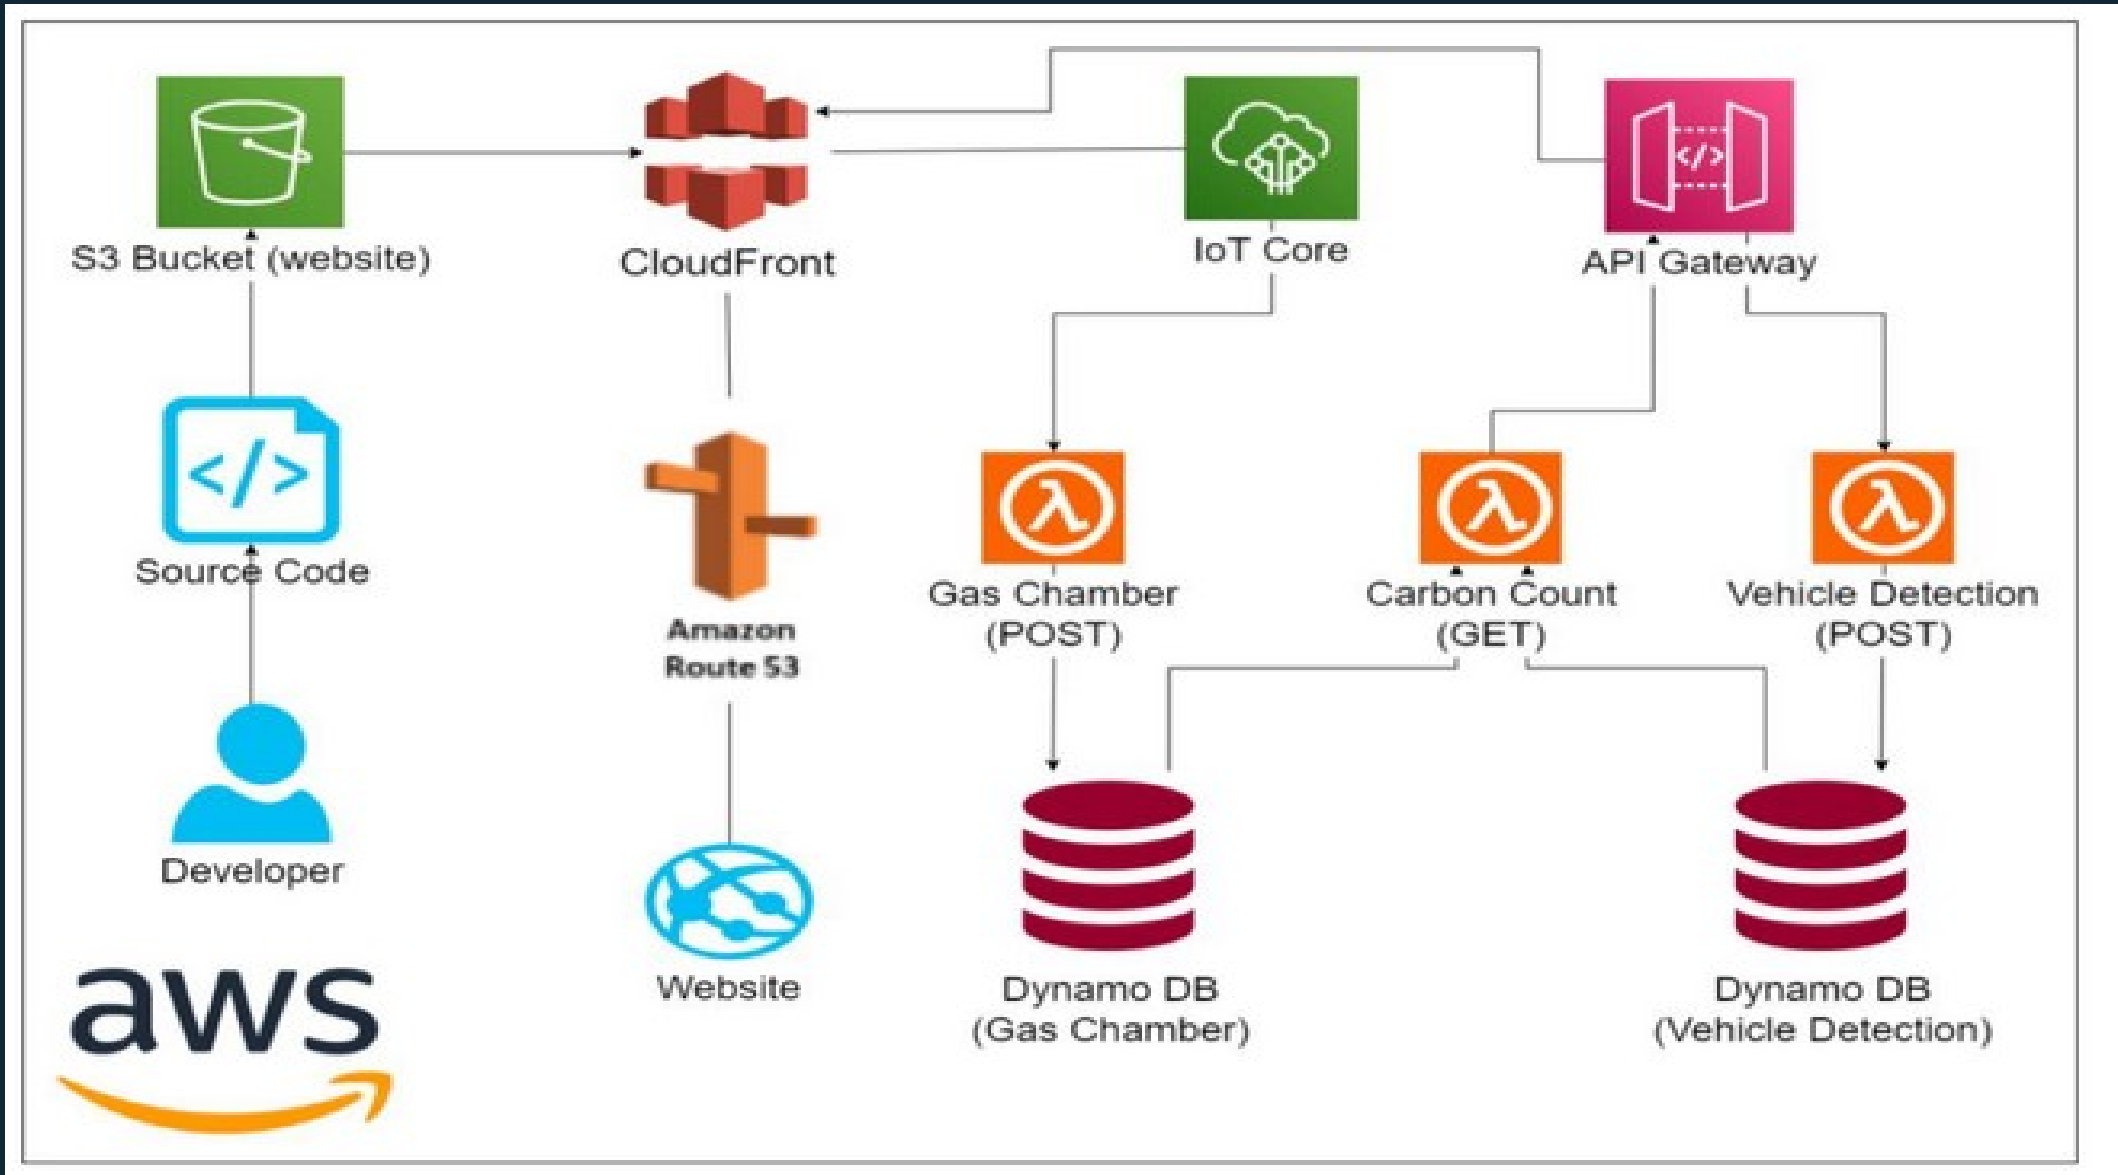 S3 Bucket (website)
CloudFront
IoT Core
</>
API Gateway
</>
Source Code
Amazon
Route 53
λ
Gas Chamber
(POST)
λ
Carbon Count
(GET)
λ
Vehicle Detection
(POST)
Developer
Website
Dynamo DB
(Gas Chamber)
Dynamo DB
(Vehicle Detection)
aws